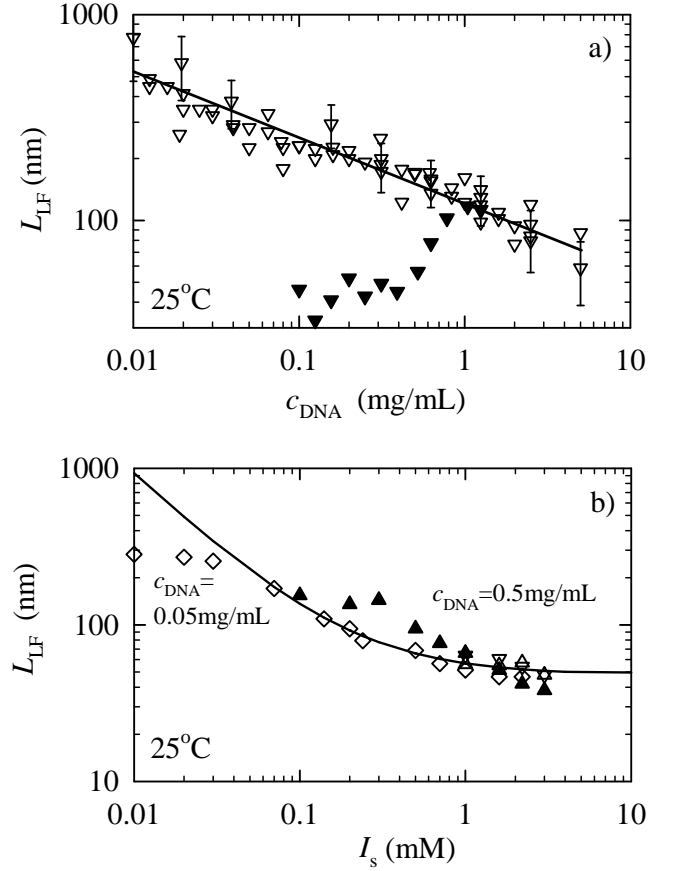 1000
a)
L_LF (nm)
100
25°C
0.01 0.1 1 10
c_DNA (mg/mL)
1000
b)
c_DNA=
0.05mg/mL
c_DNA=0.5mg/mL
L_LF (nm)
100
25°C
10
0.01 0.1 1 10
I_s (mM)